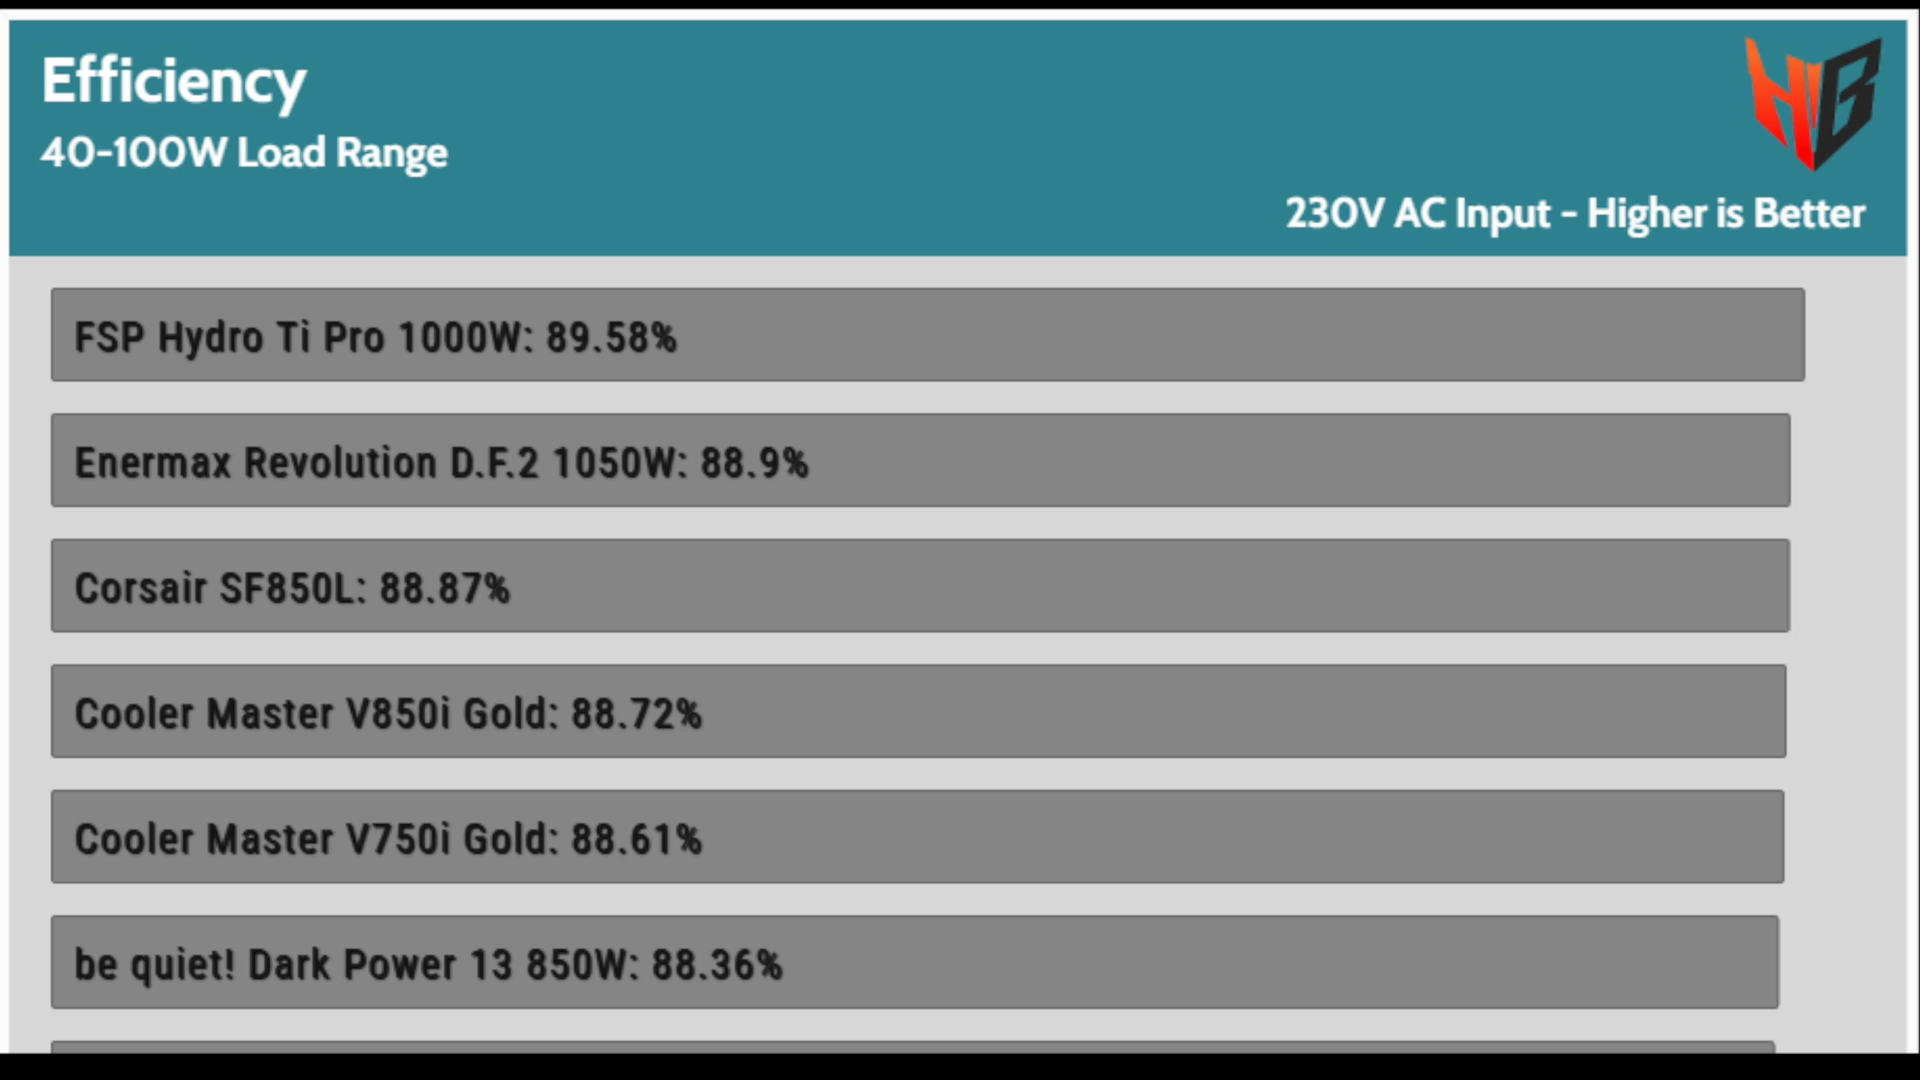 Efficiency
40-100W Load Range
HB
230V AC Input - Higher is Better
FSP Hydro Ti Pro 1000W: 89.58%
Enermax Revolution D.F.2 1050W: 88.9%
Corsair SF850L: 88.87%
Cooler Master V850i Gold: 88.72%
Cooler Master V750i Gold: 88.61%
be quiet! Dark Power 13 850W: 88.36%